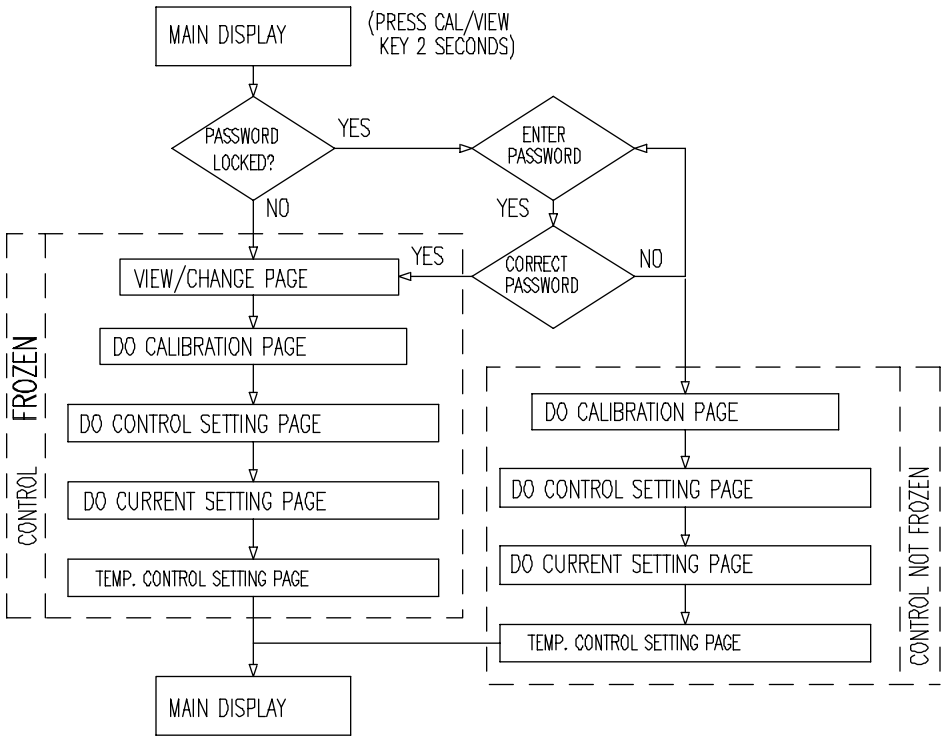 MAIN DISPLAY
(PRESS CAL/VIEW
KEY 2 SECONDS)
PASSWORD
LOCKED?
YES
ENTER
PASSWORD
NO
YES
YES
CORRECT
PASSWORD
NO
VIEW/CHANGE PAGE
DO CALIBRATION PAGE
DO CONTROL SETTING PAGE
DO CURRENT SETTING PAGE
TEMP. CONTROL SETTING PAGE
CONTROL FROZEN
DO CALIBRATION PAGE
DO CONTROL SETTING PAGE
DO CURRENT SETTING PAGE
TEMP. CONTROL SETTING PAGE
CONTROL NOT FROZEN
MAIN DISPLAY